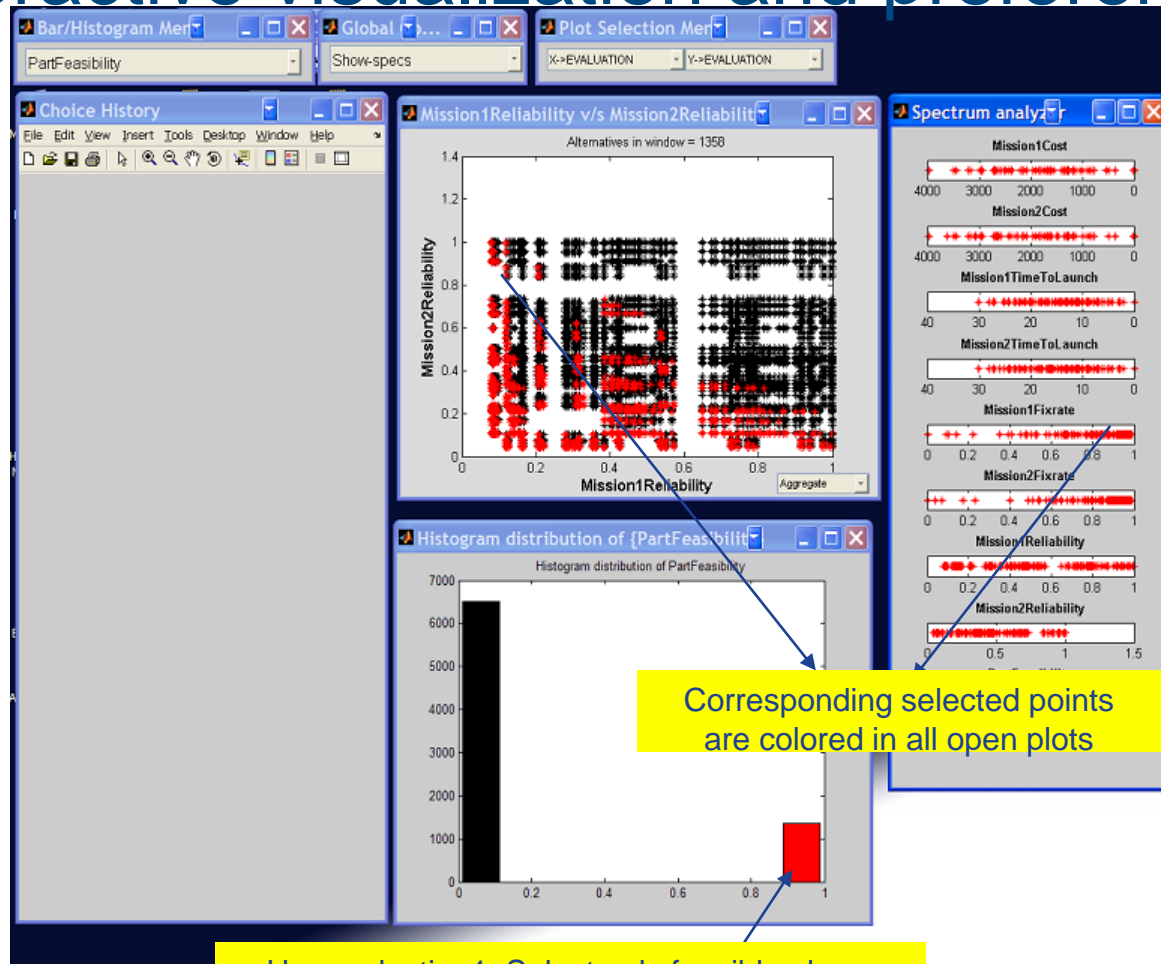 Bar/Histogram Men
Global
Plot Selection Men
PartFeasibility
Show-specs
X->EVALUATION
Y->EVALUATION
Choice History
File Edit View Insert Tools Desktop Window Help
Mission1Reliability v/s Mission2Reliabilit
Alternatives in window = 1358
1.4
1.2
1
0.8
0.6
0.4
0.2
0
Mission2Reliability
0 0.2 0.4 0.6 0.8 1
Mission1Reliability
Aggregate
Histogram distribution of {PartFeasibilit
Histogram distribution of PartFeasibility
7000
6000
5000
4000
3000
2000
1000
0
0 0.2 0.4 0.6 0.8 1
Spectrum analyzer
Mission1Cost
4000 3000 2000 1000 0
Mission2Cost
4000 3000 2000 1000 0
Mission1TimeToLaunch
40 30 20 10 0
Mission2TimeToLaunch
40 30 20 10 0
Mission1Fixrate
0 0.2 0.4 0.6 0.8 1
Mission2Fixrate
0 0.2 0.4 0.6 0.8 1
Mission1Reliability
0 0.2 0.4 0.6 0.8 1
Mission2Reliability
0 0.5 1 1.5
Corresponding selected points
are colored in all open plots